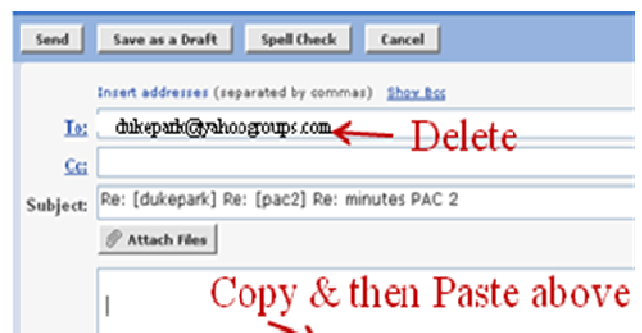 Send Save as a Draft Spell Check Cancel
Insert addresses (separated by commas) Show Bcc
To: dukepark@yahoogroups.com Delete
Cc:
Subject: Re: [dukepark] Re: [pac2] Re: minutes PAC 2
Attach Files
Copy & then Paste above